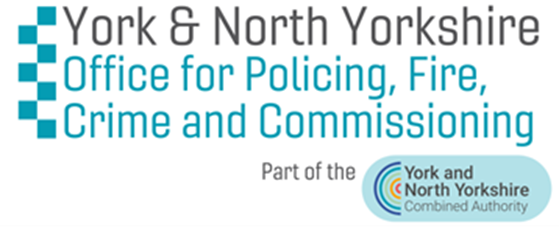 York & North Yorkshire
Office for Policing, Fire,
Crime and Commissioning
Part of the
York and
North Yorkshire
Combined Authority